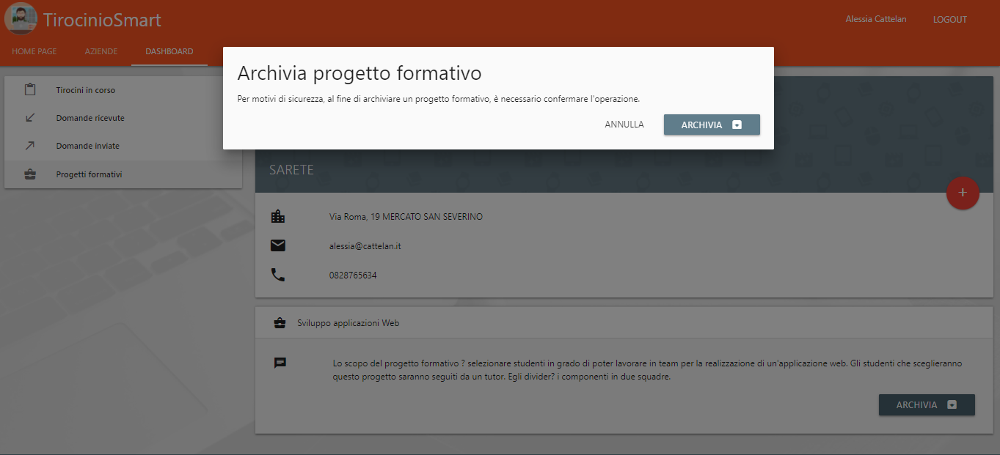 TirocinioSmart
Alessia Cattelan
LOGOUT
HOME PAGE
AZIENDE
DASHBOARD
Archivia progetto formativo
Per motivi di sicurezza, al fine di archiviare un progetto formativo, è necessario confermare l'operazione.
ANNULLA
ARCHIVIA
Tirocini in corso
Domande ricevute
Domande inviate
Progetti formativi
SARETE
Via Roma, 19 MERCATO SAN SEVERINO
alessia@cattelan.it
0828765634
Sviluppo applicazioni Web
Lo scopo del progetto formativo ? selezionare studenti in grado di poter lavorare in team per la realizzazione di un'applicazione web. Gli studenti che sceglieranno
questo progetto saranno seguiti da un tutor. Egli divider? i componenti in due squadre.
ARCHIVIA